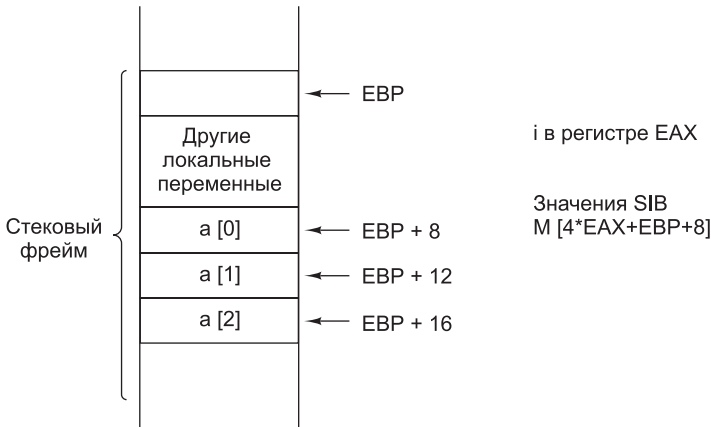 EBP
Другие
локальные
переменные
i в регистре EAX
Значения SIB
M [4*EAX+EBP+8]
Стековый
фрейм
a [0]
EBP + 8
a [1]
EBP + 12
a [2]
EBP + 16